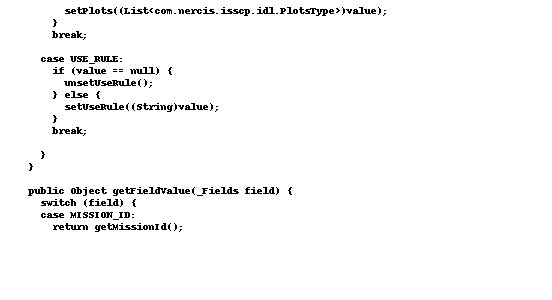 setPlots((List<com.nercis.isscp.idl.PlotsType>)value);
}
break;
case USE_RULE:
if (value == null) {
unsetUseRule();
} else {
setUseRule((String)value);
}
break;
}
}
public Object getFieldValue(_Fields field) {
switch (field) {
case MISSION_ID:
return getMissionId();